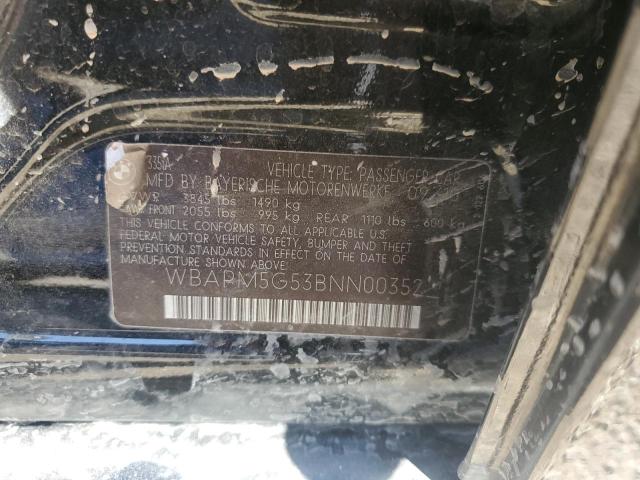 335i VEHICLE TYPE: PASSENGER CAR
MFD BY BAYERISCHE MOTORENWERKE
3845 lbs 1490 kg
FRONT 2055 lbs 995 kg REAR 1110 lbs 600 kg
THIS VEHICLE CONFORMS TO ALL APPLICABLE U.S.
FEDERAL MOTOR VEHICLE SAFETY, BUMPER AND THEFT
PREVENTION STANDARDS IN EFFECT ON THE DATE OF
MANUFACTURE SHOWN ABOVE.
WBAPM5G53BNN00352